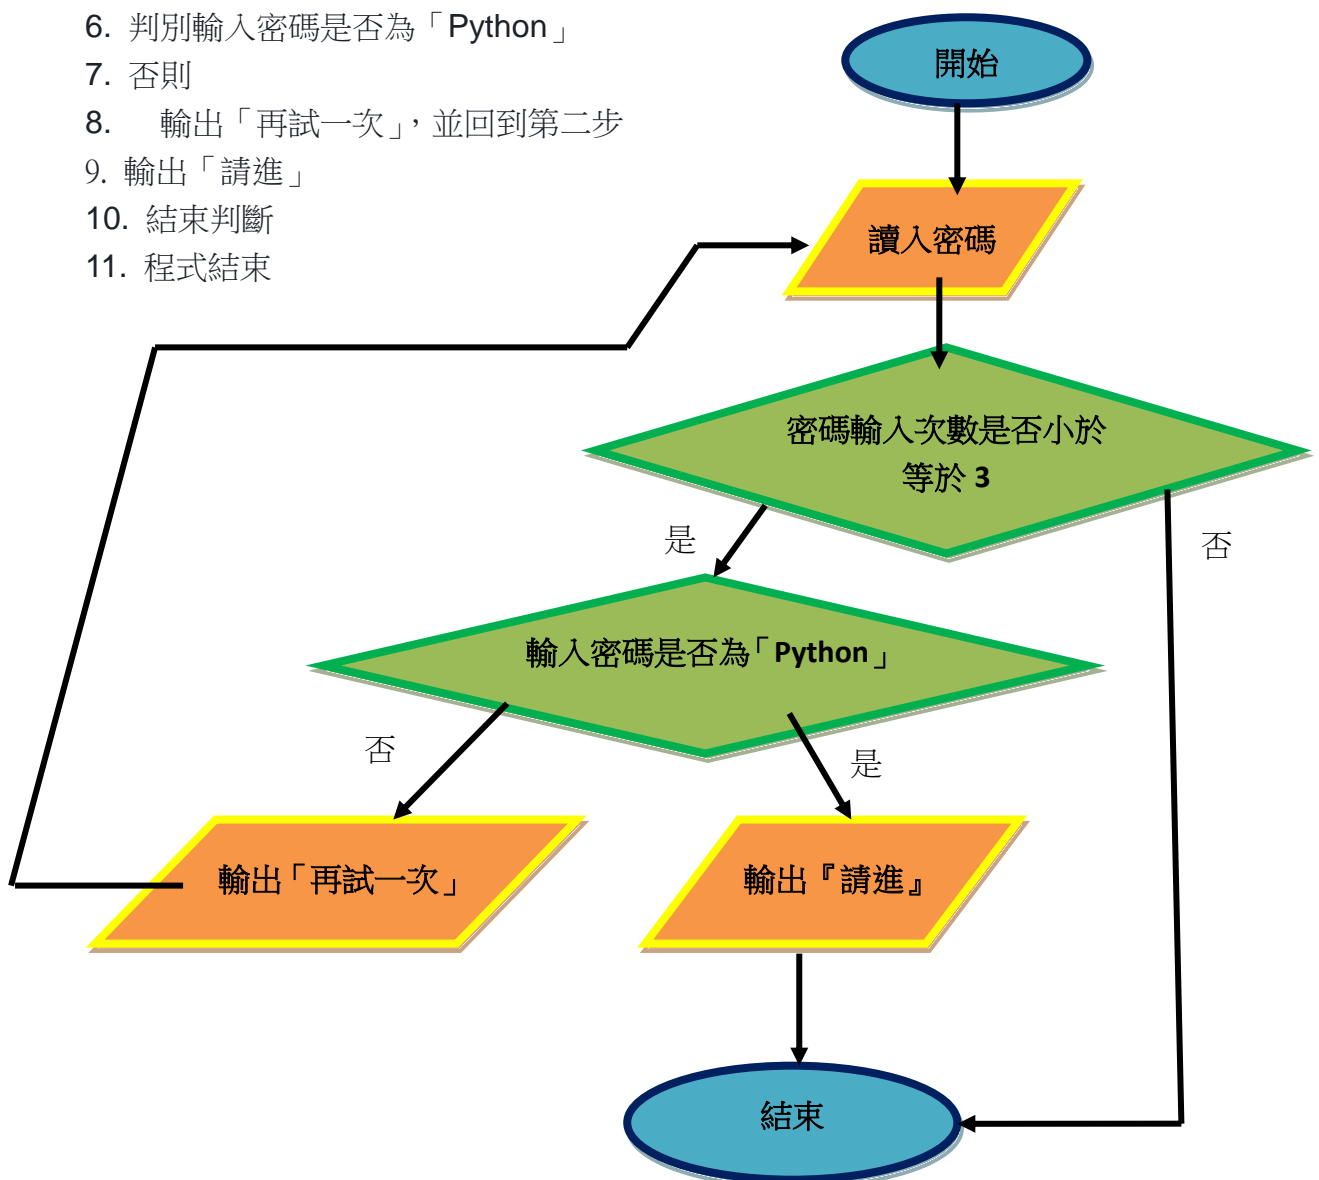 6. 判別輸入密碼是否為「Python」
7. 否則
8. 輸出「再試一次」，並回到第二步
9. 輸出「請進」
10. 結束判斷
11. 程式結束
開始
讀入密碼
密碼輸入次數是否小於
等於 3
是
否
輸入密碼是否為「Python」
否
是
輸出「再試一次」
輸出『請進』
結束